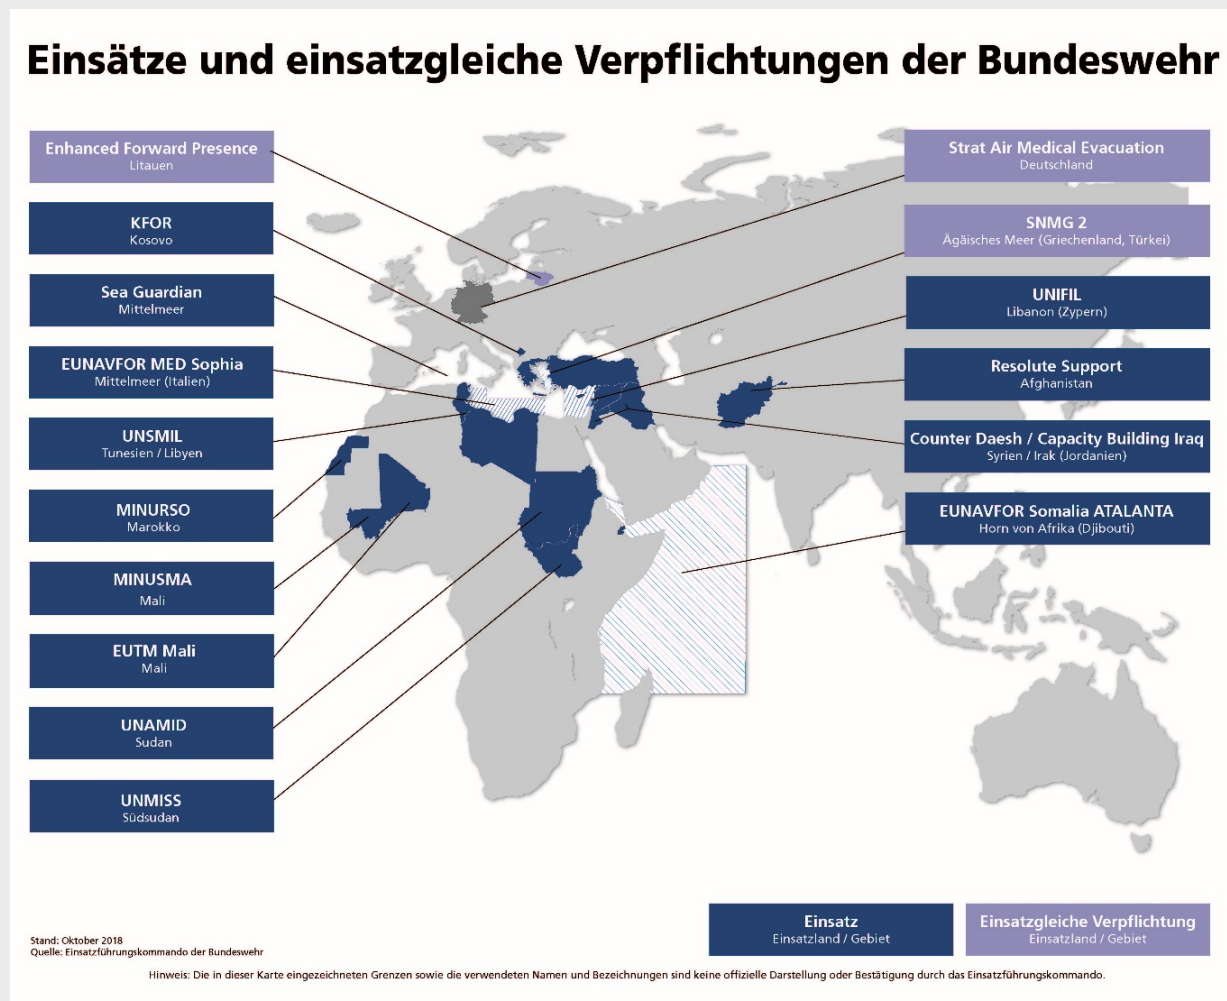 Einsätze und einsatzgleiche Verpflichtungen der Bundeswehr
Enhanced Forward Presence
Litauen
KFOR
Kosovo
Sea Guardian
Mittelmeer
EUNAVFOR MED Sophia
Mittelmeer (Italien)
UNSMIL
Tunesien / Libyen
MINURSO
Marokko
MINUSMA
Mali
EUTM Mali
Mali
UNAMID
Sudan
UNMISS
Südsudan
Strat Air Medical Evacuation
Deutschland
SNMG 2
Ägäisches Meer (Griechenland, Türkei)
UNIFIL
Libanon (Zypern)
Resolute Support
Afghanistan
Counter Daesh / Capacity Building Iraq
Syrien / Irak (Jordanien)
EUNAVFOR Somalia ATALANTA
Horn von Afrika (Djibouti)
Einsatz
Einsatzland / Gebiet
Einsatzgleiche Verpflichtung
Einsatzland / Gebiet
Stand: Oktober 2018
Quelle: Einsatzführungskommando der Bundeswehr
Hinweis: Die in dieser Karte eingezeichneten Grenzen sowie die verwendeten Namen und Bezeichnungen sind keine offizielle Darstellung oder Bestätigung durch das Einsatzführungskommando.